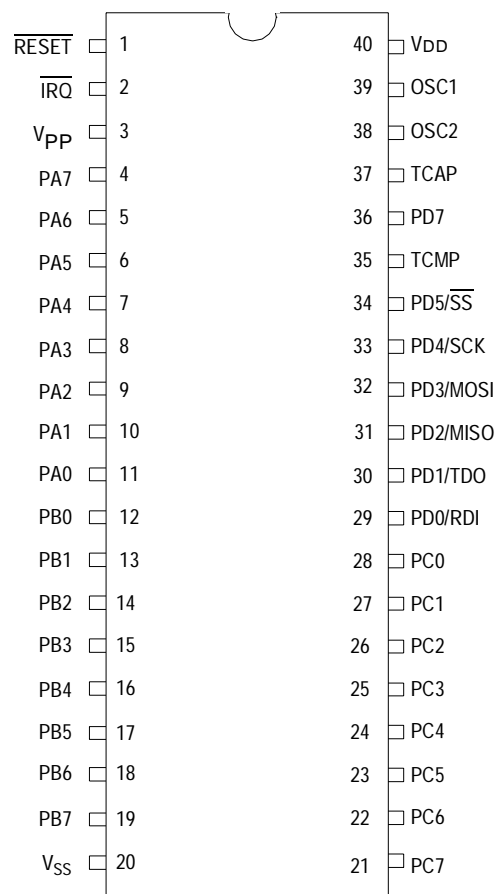 R̅E̅S̅E̅T̅ 1 40 VDD
I̅R̅Q̅ 2 39 OSC1
VPP 3 38 OSC2
PA7 4 37 TCAP
PA6 5 36 PD7
PA5 6 35 TCMP
PA4 7 34 PD5/S̅S̅
PA3 8 33 PD4/SCK
PA2 9 32 PD3/MOSI
PA1 10 31 PD2/MISO
PA0 11 30 PD1/TDO
PB0 12 29 PD0/RDI
PB1 13 28 PC0
PB2 14 27 PC1
PB3 15 26 PC2
PB4 16 25 PC3
PB5 17 24 PC4
PB6 18 23 PC5
PB7 19 22 PC6
VSS 20 21 PC7